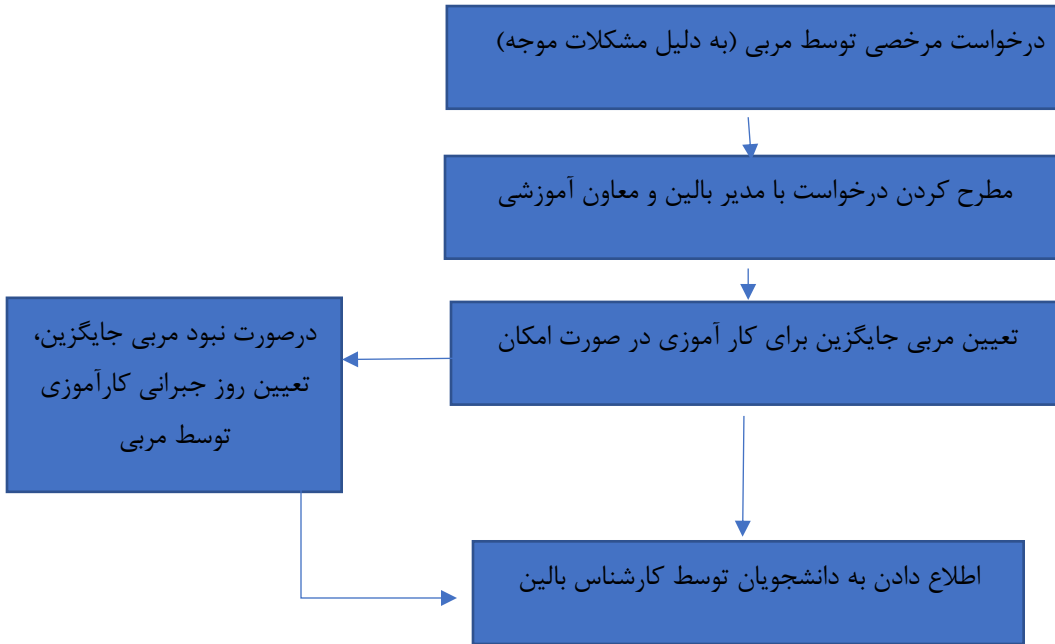 درخواست مرخصی توسط مربی (به دلیل مشکلات موجه)
مطرح کردن درخواست با مدیر بالین و معاون آموزشی
تعیین مربی جایگزین برای کار آموزی در صورت امکان
درصورت نبود مربی جایگزین،
تعیین روز جبرانی کارآموزی
توسط مربی
اطلاع دادن به دانشجویان توسط کارشناس بالین